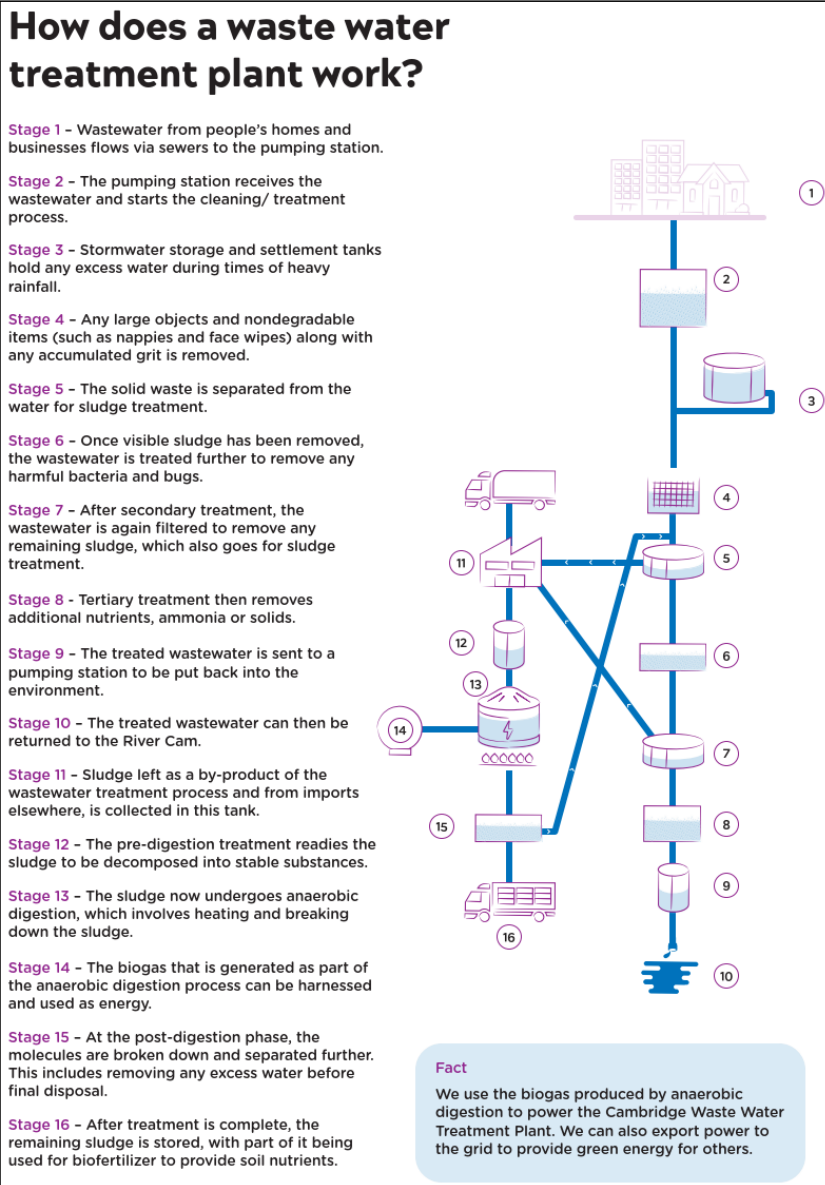 How does a waste water
treatment plant work?
Stage 1 – Wastewater from people's homes and
businesses flows via sewers to the pumping station.
Stage 2 – The pumping station receives the
wastewater and starts the cleaning/ treatment
process.
Stage 3 – Stormwater storage and settlement tanks
hold any excess water during times of heavy
rainfall.
Stage 4 – Any large objects and nondegradable
items (such as nappies and face wipes) along with
any accumulated grit is removed.
Stage 5 – The solid waste is separated from the
water for sludge treatment.
Stage 6 – Once visible sludge has been removed,
the wastewater is treated further to remove any
harmful bacteria and bugs.
Stage 7 – After secondary treatment, the
wastewater is again filtered to remove any
remaining sludge, which also goes for sludge
treatment.
Stage 8 - Tertiary treatment then removes
additional nutrients, ammonia or solids.
Stage 9 – The treated wastewater is sent to a
pumping station to be put back into the
environment.
Stage 10 – The treated wastewater can then be
returned to the River Cam.
Stage 11 – Sludge left as a by-product of the
wastewater treatment process and from imports
elsewhere, is collected in this tank.
Stage 12 – The pre-digestion treatment readies the
sludge to be decomposed into stable substances.
Stage 13 – The sludge now undergoes anaerobic
digestion, which involves heating and breaking
down the sludge.
Stage 14 – The biogas that is generated as part of
the anaerobic digestion process can be harnessed
and used as energy.
Stage 15 – At the post-digestion phase, the
molecules are broken down and separated further.
This includes removing any excess water before
final disposal.
Stage 16 – After treatment is complete, the
remaining sludge is stored, with part of it being
used for biofertilizer to provide soil nutrients.
1
2
3
4
5
11
12
6
13
14
7
15
8
9
16
10
Fact
We use the biogas produced by anaerobic
digestion to power the Cambridge Waste Water
Treatment Plant. We can also export power to
the grid to provide green energy for others.